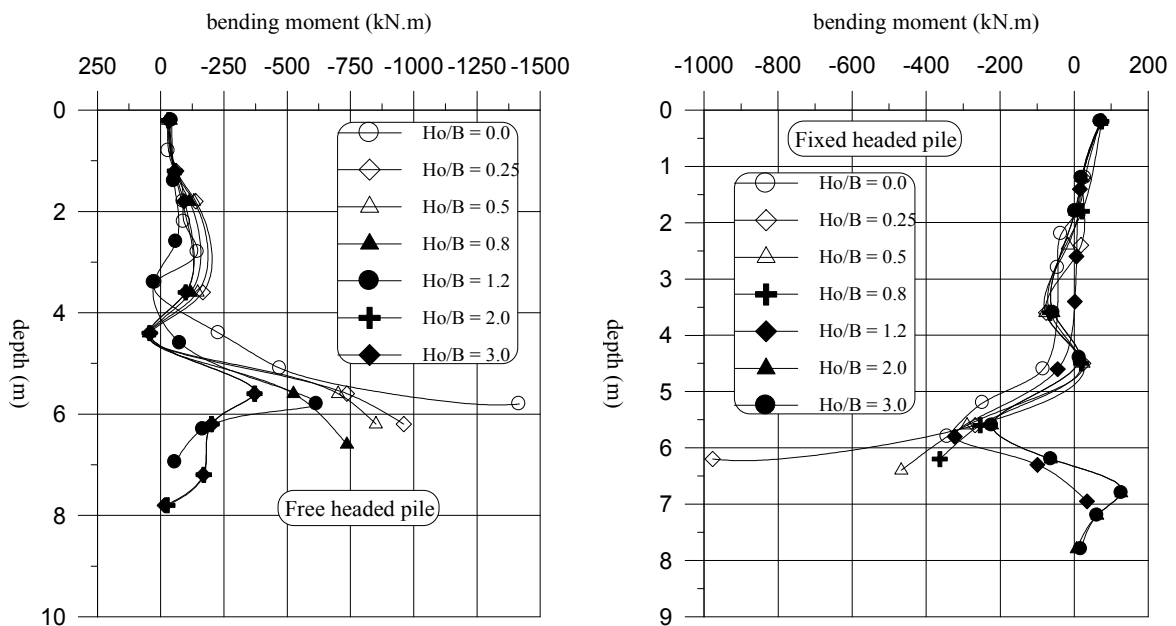 bending moment (kN.m)
250 0 -250 -500 -750 -1000 -1250 -1500
0
2
4
6
8
10
depth (m)
Ho/B = 0.0
Ho/B = 0.25
Ho/B = 0.5
Ho/B = 0.8
Ho/B = 1.2
Ho/B = 2.0
Ho/B = 3.0
Free headed pile
bending moment (kN.m)
-1000 -800 -600 -400 -200 0 200
0
1
2
3
4
5
6
7
8
9
depth (m)
Fixed headed pile
Ho/B = 0.0
Ho/B = 0.25
Ho/B = 0.5
Ho/B = 0.8
Ho/B = 1.2
Ho/B = 2.0
Ho/B = 3.0